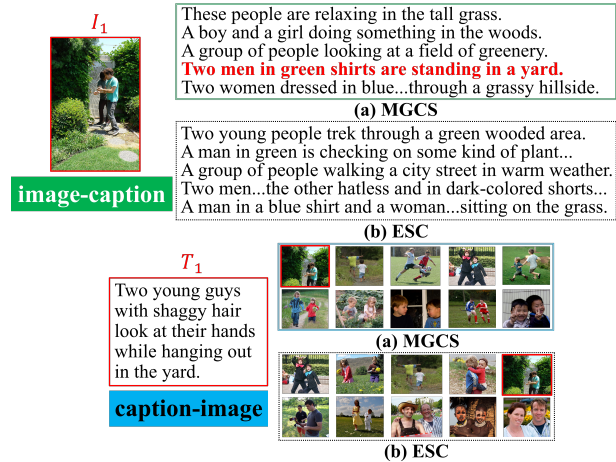 I₁
These people are relaxing in the tall grass.
A boy and a girl doing something in the woods.
A group of people looking at a field of greenery.
Two men in green shirts are standing in a yard.
Two women dressed in blue...through a grassy hillside.
(a) MGCS
Two young people trek through a green wooded area.
A man in green is checking on some kind of plant...
A group of people walking a city street in warm weather.
Two men...the other hatless and in dark-colored shorts...
A man in a blue shirt and a woman...sitting on the grass.
(b) ESC
image-caption
T₁
Two young guys
with shaggy hair
look at their hands
while hanging out
in the yard.
caption-image
(a) MGCS
(b) ESC